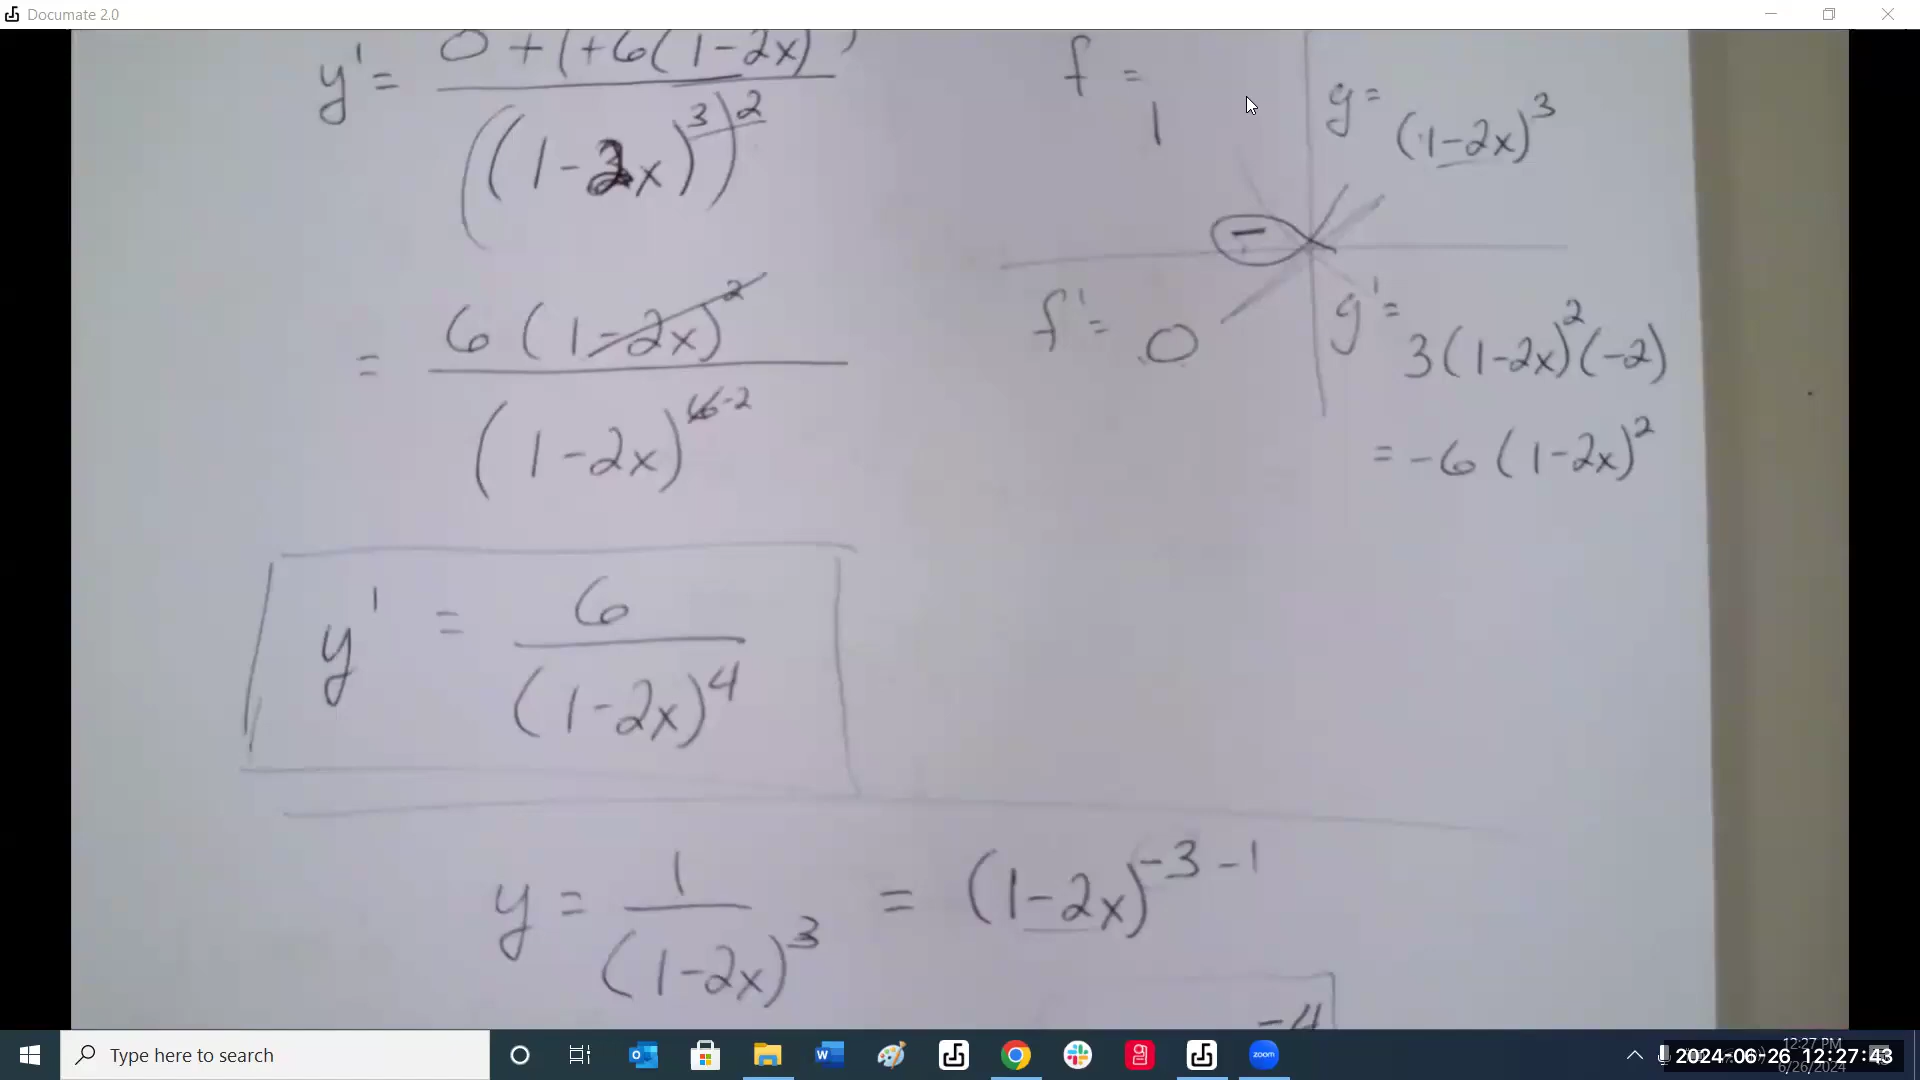 Documate 2.0
y' = 0 + (+6(1-2x)
((1-2x)^3)^2
f = 1
g = (1-2x)^3
-
f' = 0
g' = 3(1-2x)^2(-2)
= -6(1-2x)^2
= 6(1-2x)^2
(1-2x)^6-2
y' = 6
(1-2x)^4
y = 1 = (1-2x)^-3-1
(1-2x)^3
-4
Type here to search
zoom
12:27 PM
6/26/2024
2024-06-26 12:27:43